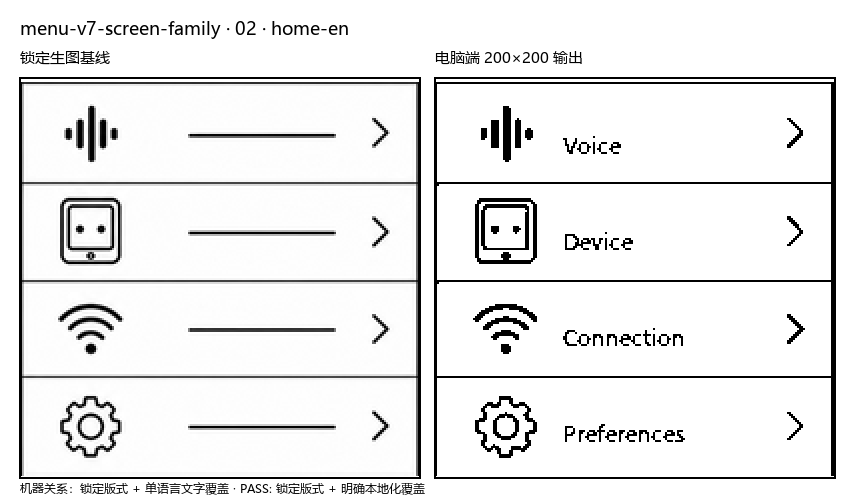 menu-v7-screen-family · 02 · home-en
锁定生图基线
电脑端 200×200 输出
Voice
Device
Connection
Preferences
机器关系：锁定版式 + 单语言文字覆盖 · PASS: 锁定版式 + 明确本地化覆盖